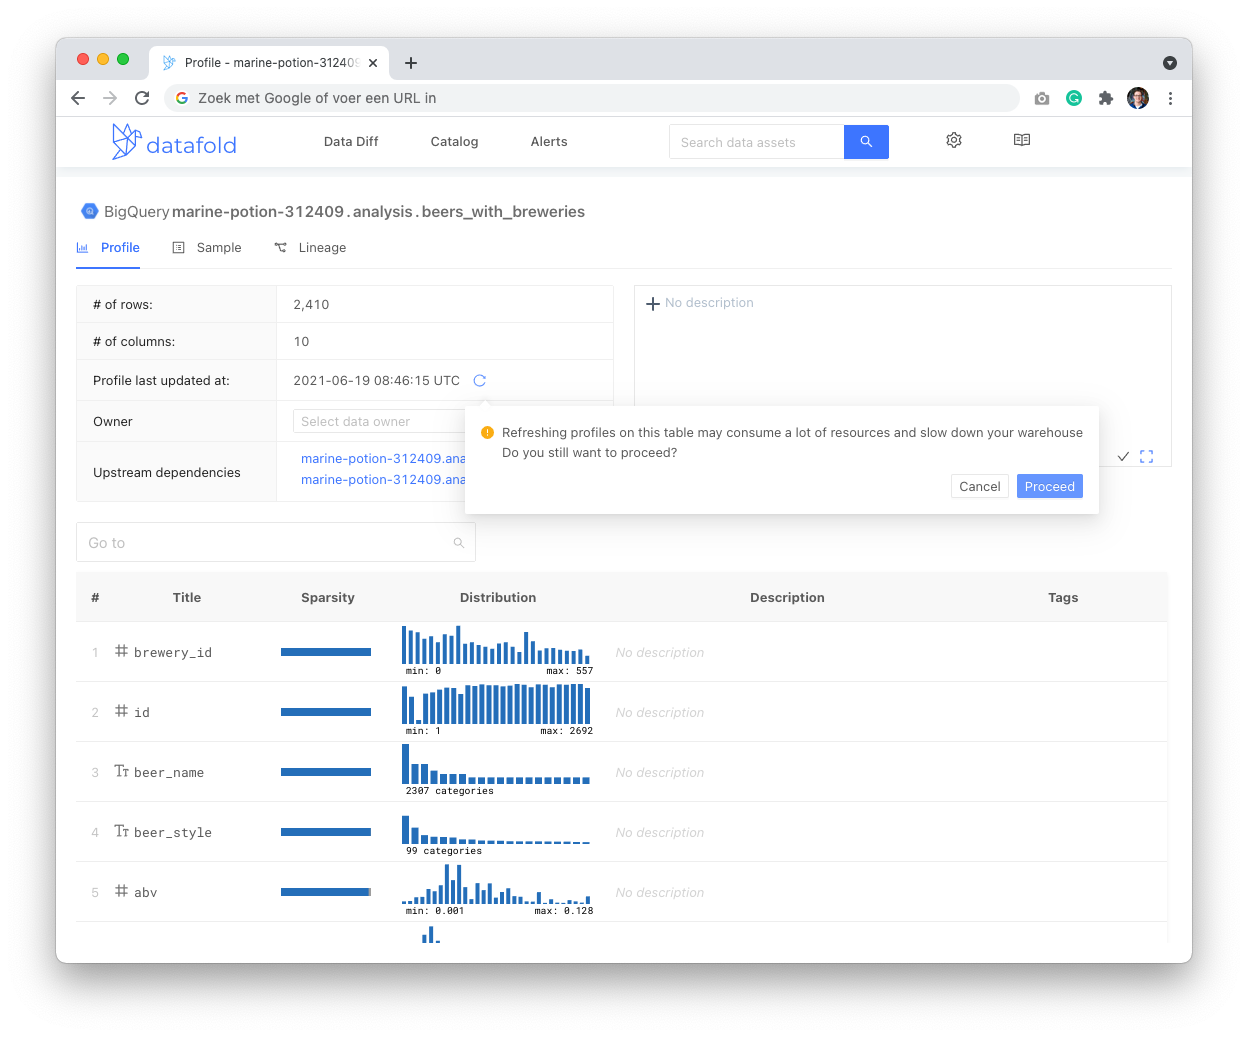 Profile - marine-potion-31240
Zoek met Google of voer een URL in
datafold
Data Diff
Catalog
Alerts
Search data assets
BigQuery marine-potion-312409.analysis.beers_with_breweries
Profile
Sample
Lineage
# of rows:
2,410
No description
# of columns:
10
Profile last updated at:
2021-06-19 08:46:15 UTC
Owner
Select data owner
Refreshing profiles on this table may consume a lot of resources and slow down your warehouse
Do you still want to proceed?
Upstream dependencies
marine-potion-312409.ana
marine-potion-312409.ana
Cancel
Proceed
Go to
# Title Sparsity Distribution Description Tags
1 brewery_id No description
min: 0 max: 557
2 id No description
min: 1 max: 2692
3 Tт beer_name No description
2307 categories
4 Tт beer_style No description
99 categories
5 abv No description
min: 0.001 max: 0.128